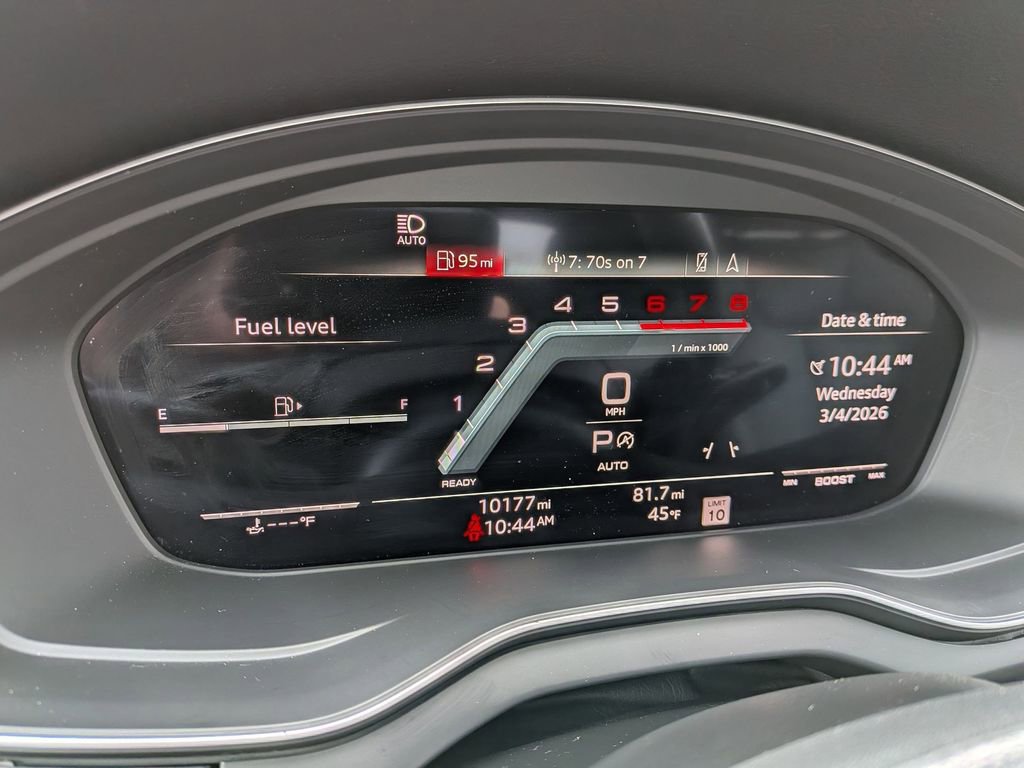 AUTO
95 mi
7: 70s on 7
Fuel level
E
F
1
2
3
4
5
6
7
8
1 / min x 1000
0
MPH
P
AUTO
READY
Date & time
10:44 AM
Wednesday
3/4/2026
MIN BOOST MAX
---°F
10177 mi
10:44 AM
81.7 mi
45°F
LIMIT
10